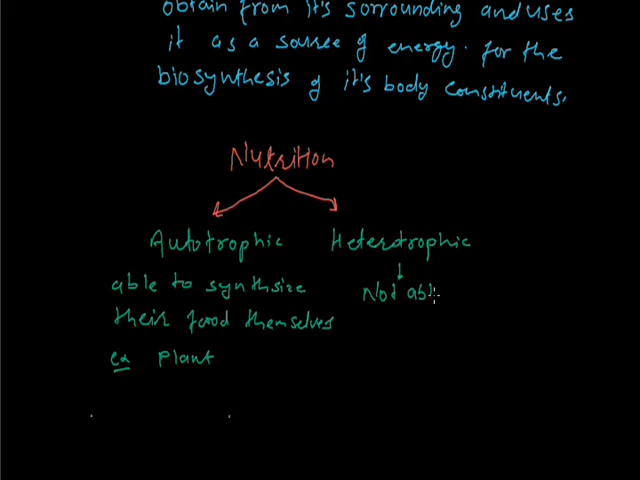 obtain from it's sorrounding and uses
it as a source of energy. for the
biosynthesis of it's body constituents.
Nutrition
Autotrophic Heterotrophic
able to synthsize
their food themselves
Not abl
ex Plant